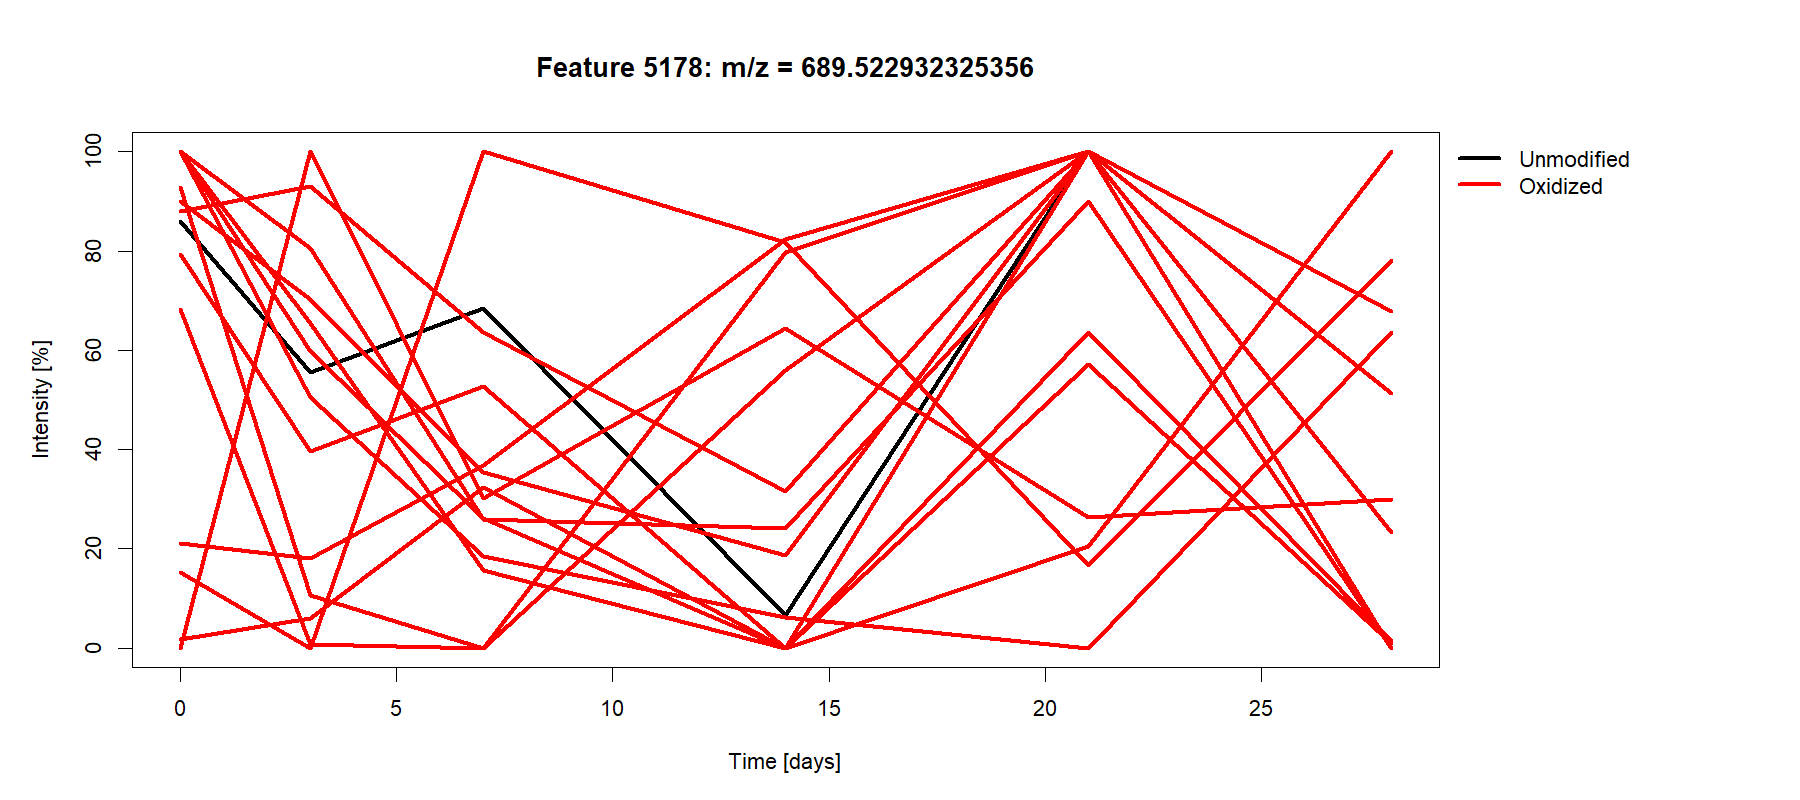 Feature 5178: m/z = 689.522932325356
Unmodified
Oxidized
Intensity [%]
100
80
60
40
20
0
0 5 10 15 20 25
Time [days]